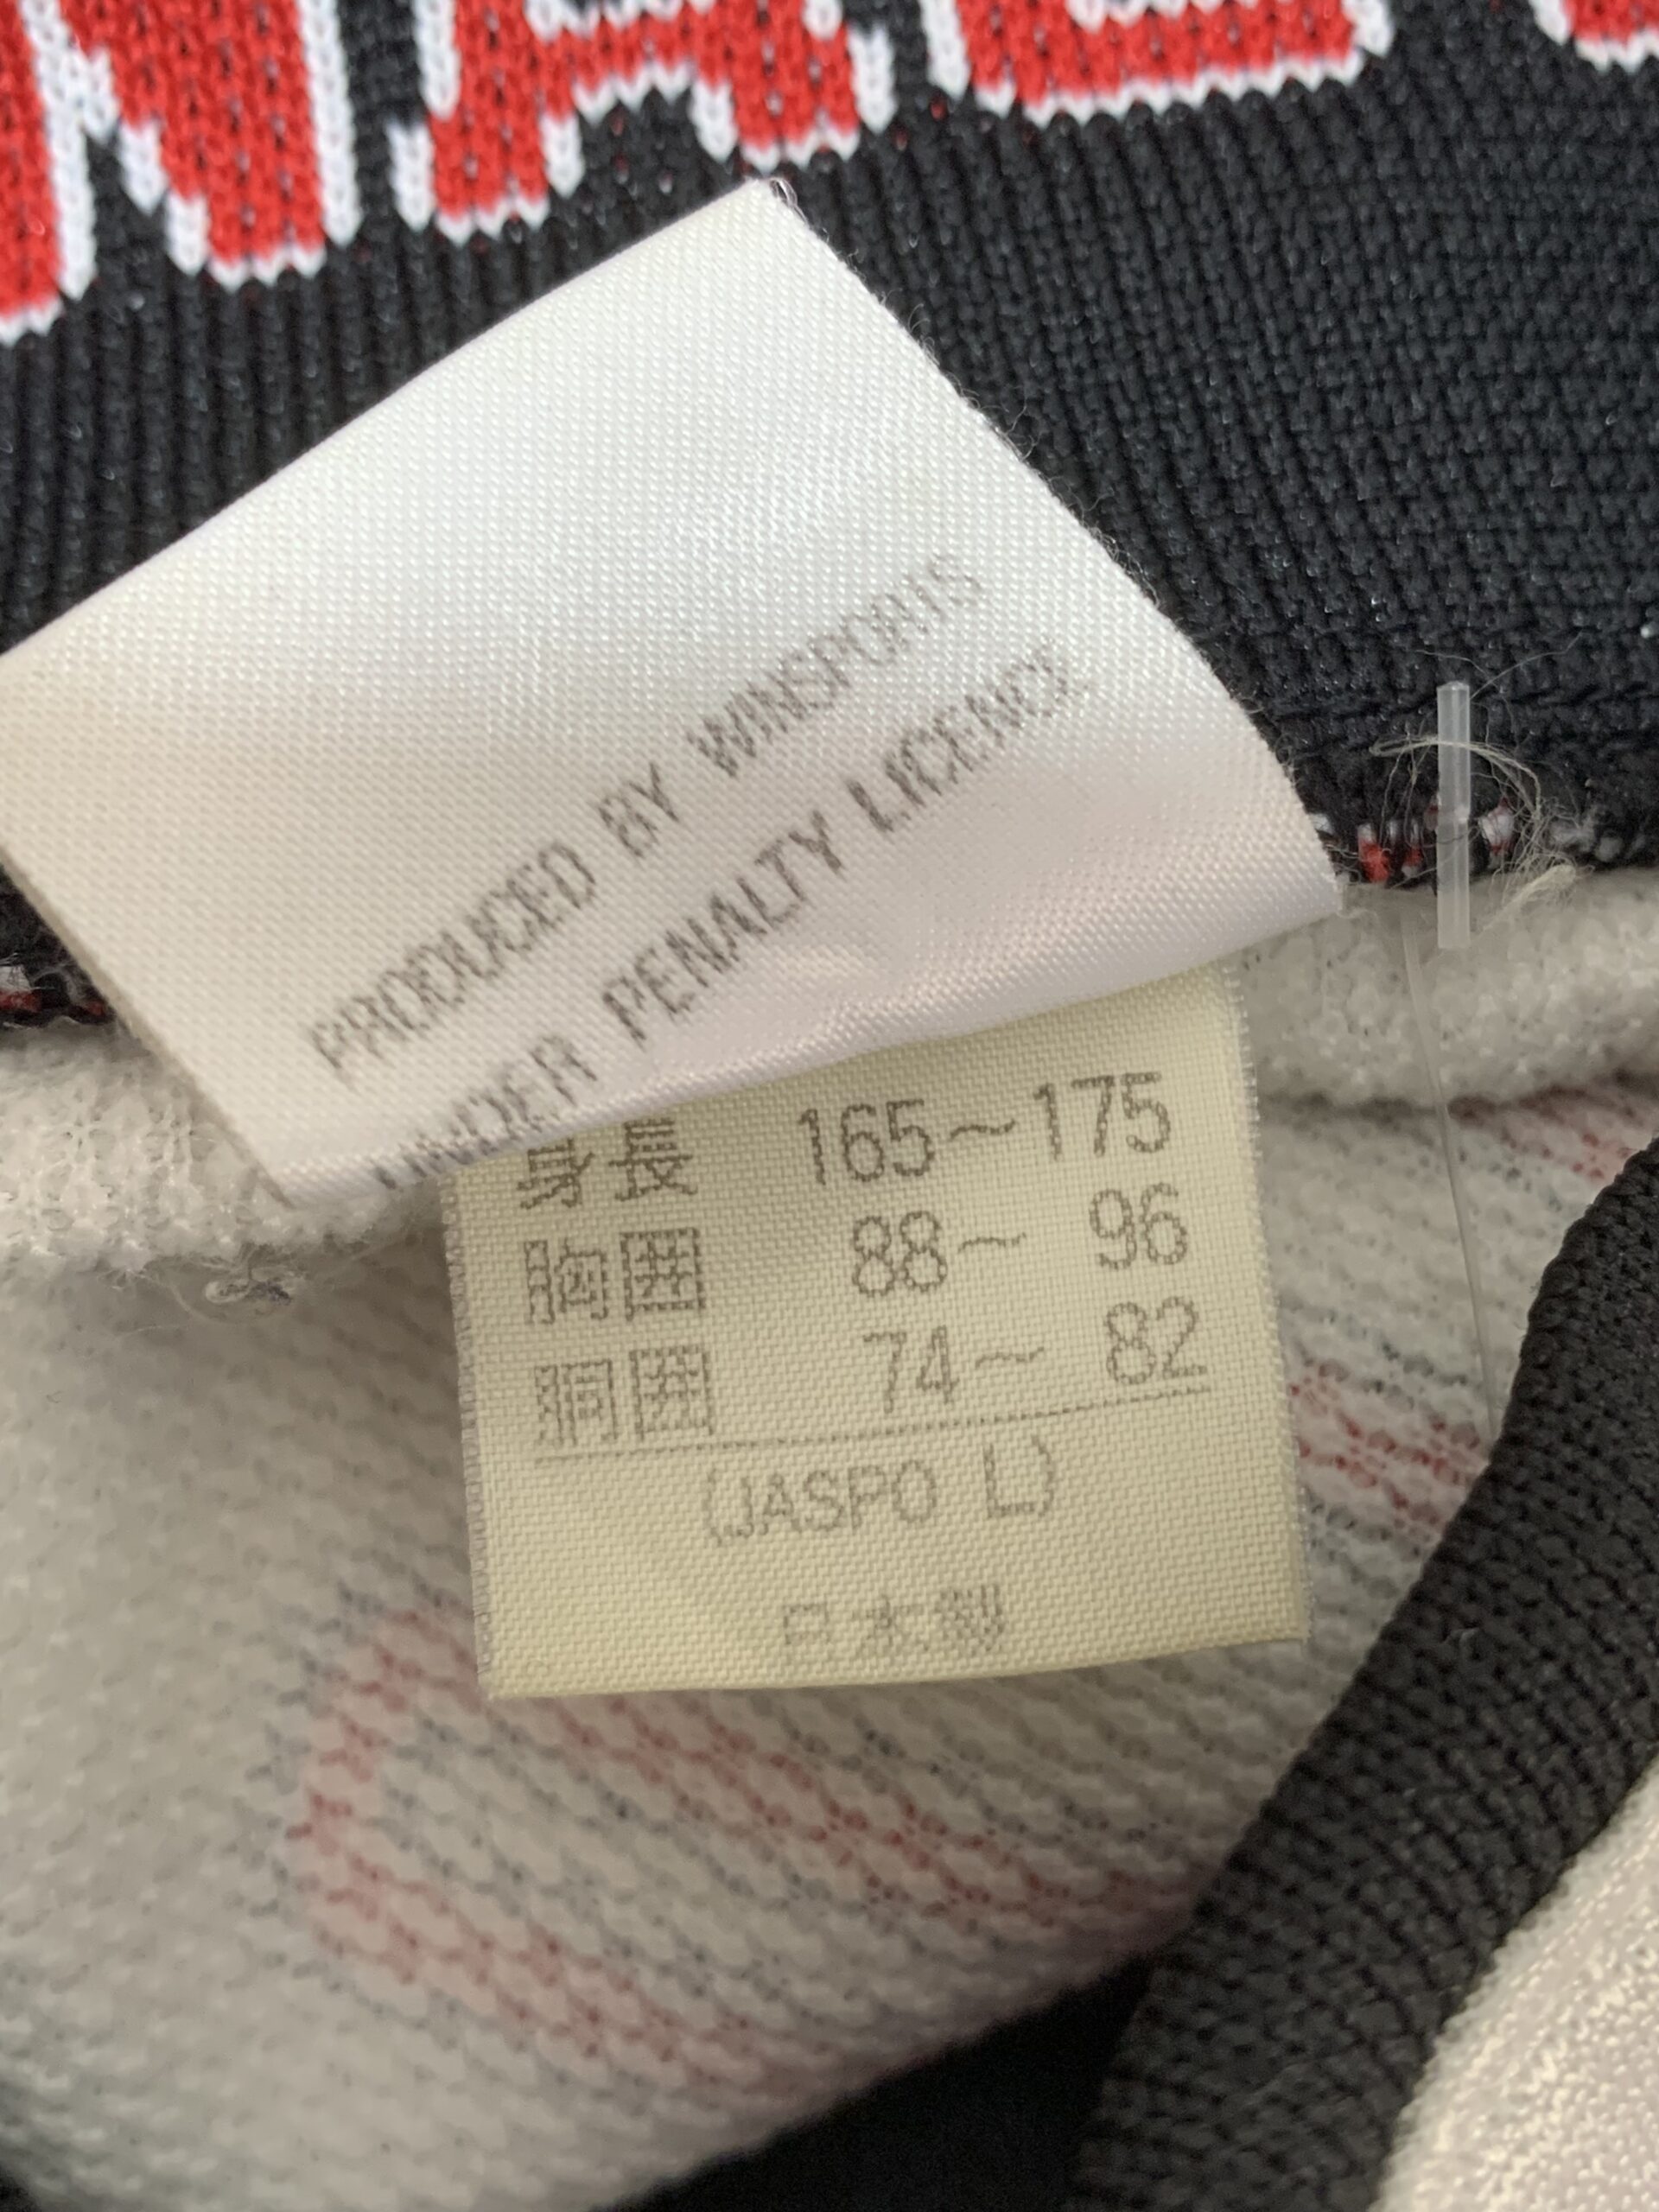 PRODUCED BY WINSPORTS
UNDER PENALTY LICENCE
身長 165～175
胸囲 88～ 96
胴囲 74～ 82
(JASPO L)
日本製